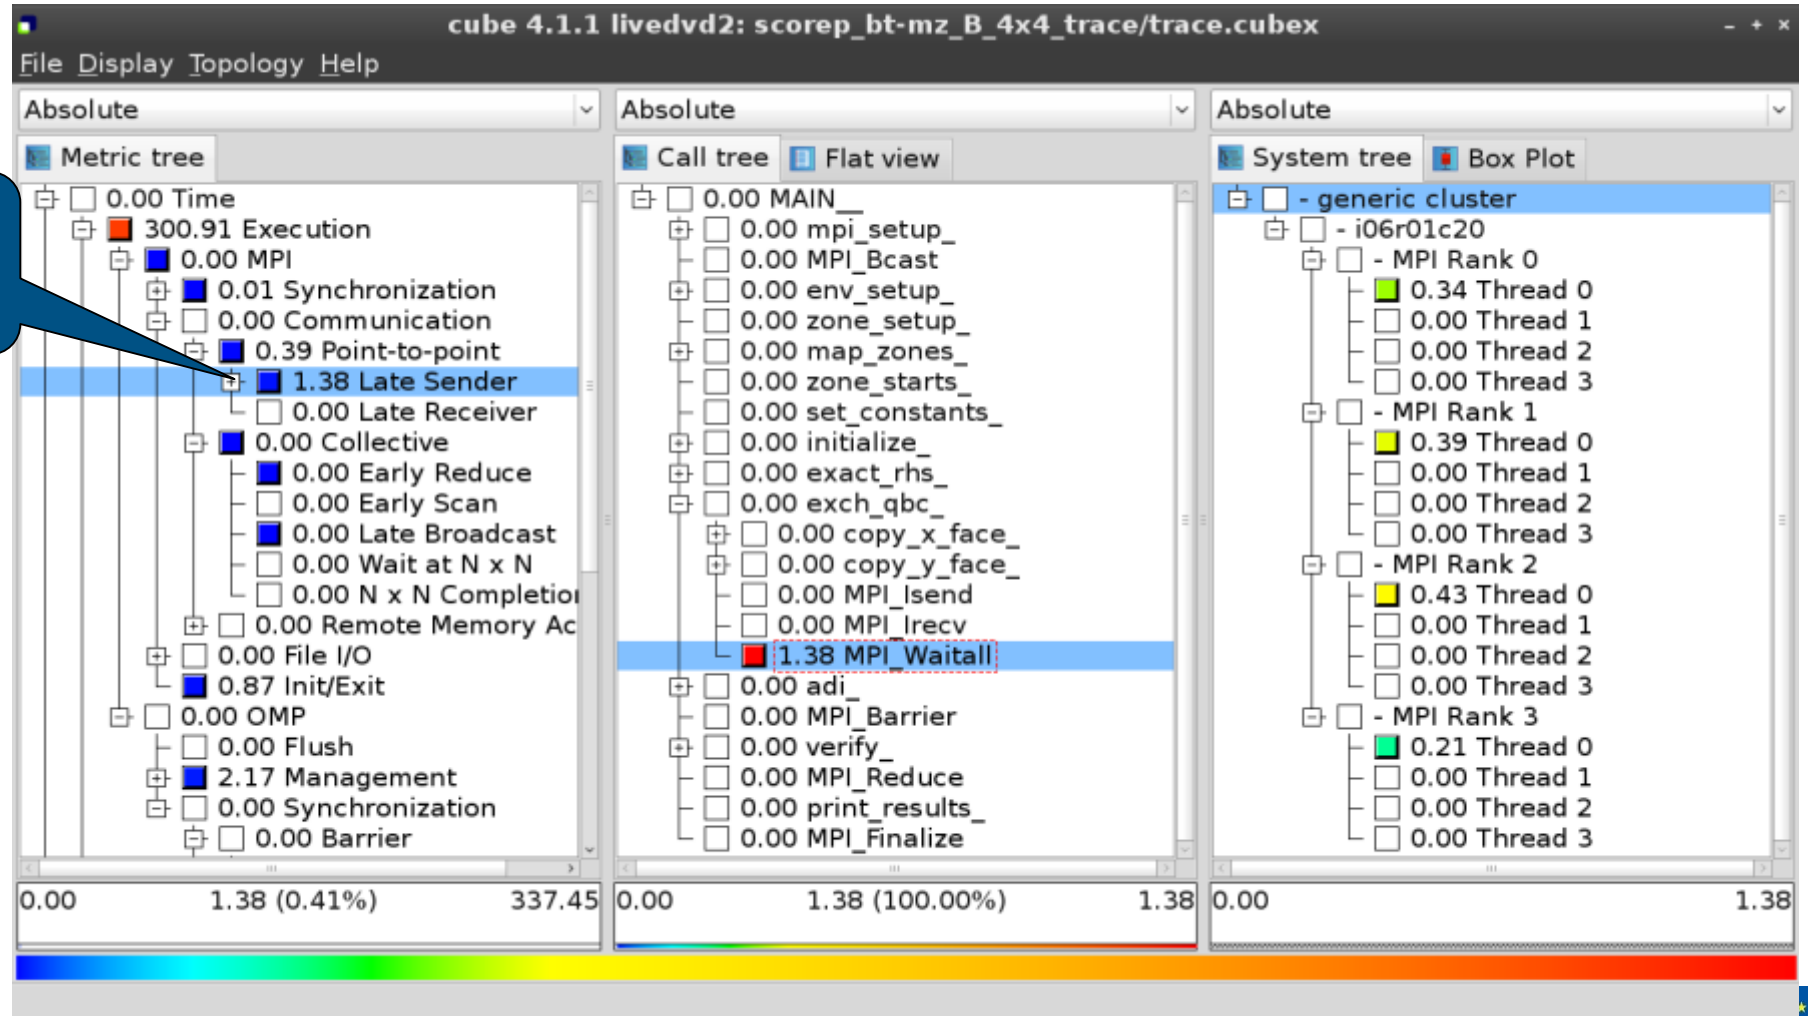 cube 4.1.1 livedvd2: scorep_bt-mz_B_4x4_trace/trace.cubex
File Display Topology Help
Absolute
Metric tree
0.00 Time
300.91 Execution
0.00 MPI
0.01 Synchronization
0.00 Communication
0.39 Point-to-point
1.38 Late Sender
0.00 Late Receiver
0.00 Collective
0.00 Early Reduce
0.00 Early Scan
0.00 Late Broadcast
0.00 Wait at N x N
0.00 N x N Completion
0.00 Remote Memory Ac
0.00 File I/O
0.87 Init/Exit
0.00 OMP
0.00 Flush
2.17 Management
0.00 Synchronization
0.00 Barrier
0.00 1.38 (0.41%) 337.45
Absolute
Call tree Flat view
0.00 MAIN__
0.00 mpi_setup_
0.00 MPI_Bcast
0.00 env_setup_
0.00 zone_setup_
0.00 map_zones_
0.00 zone_starts_
0.00 set_constants_
0.00 initialize_
0.00 exact_rhs_
0.00 exch_qbc_
0.00 copy_x_face_
0.00 copy_y_face_
0.00 MPI_Isend
0.00 MPI_Irecv
1.38 MPI_Waitall
0.00 adi_
0.00 MPI_Barrier
0.00 verify_
0.00 MPI_Reduce
0.00 print_results_
0.00 MPI_Finalize
0.00 1.38 (100.00%) 1.38
Absolute
System tree Box Plot
- generic cluster
- i06r01c20
- MPI Rank 0
0.34 Thread 0
0.00 Thread 1
0.00 Thread 2
0.00 Thread 3
- MPI Rank 1
0.39 Thread 0
0.00 Thread 1
0.00 Thread 2
0.00 Thread 3
- MPI Rank 2
0.43 Thread 0
0.00 Thread 1
0.00 Thread 2
0.00 Thread 3
- MPI Rank 3
0.21 Thread 0
0.00 Thread 1
0.00 Thread 2
0.00 Thread 3
0.00 1.38